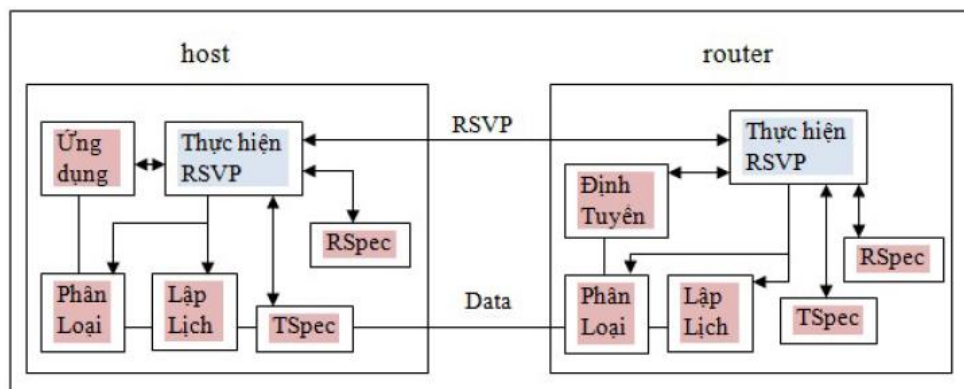 host
router
Ứng
dụng
Thực hiện
RSVP
RSVP
Thực hiện
RSVP
Định
Tuyên
RSpec
RSpec
Phân
Loại
Lập
Lịch
TSpec
Data
Phân
Loại
Lập
Lịch
TSpec